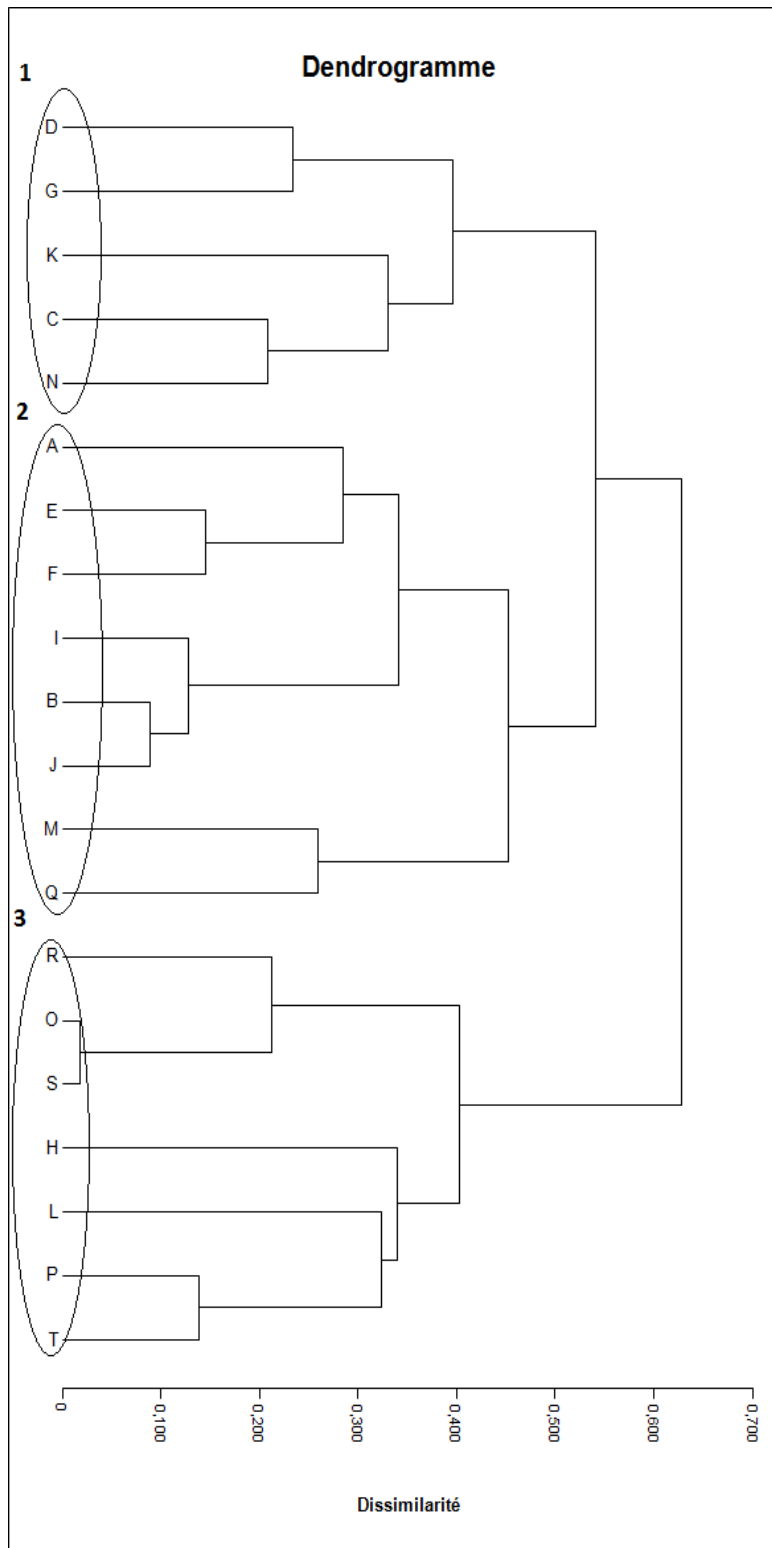 Dendrogramme
1
D
G
K
C
N
2
A
E
F
I
B
J
M
Q
3
R
O
S
H
L
P
T
0 0,100 0,200 0,300 0,400 0,500 0,600 0,700
Dissimilarité